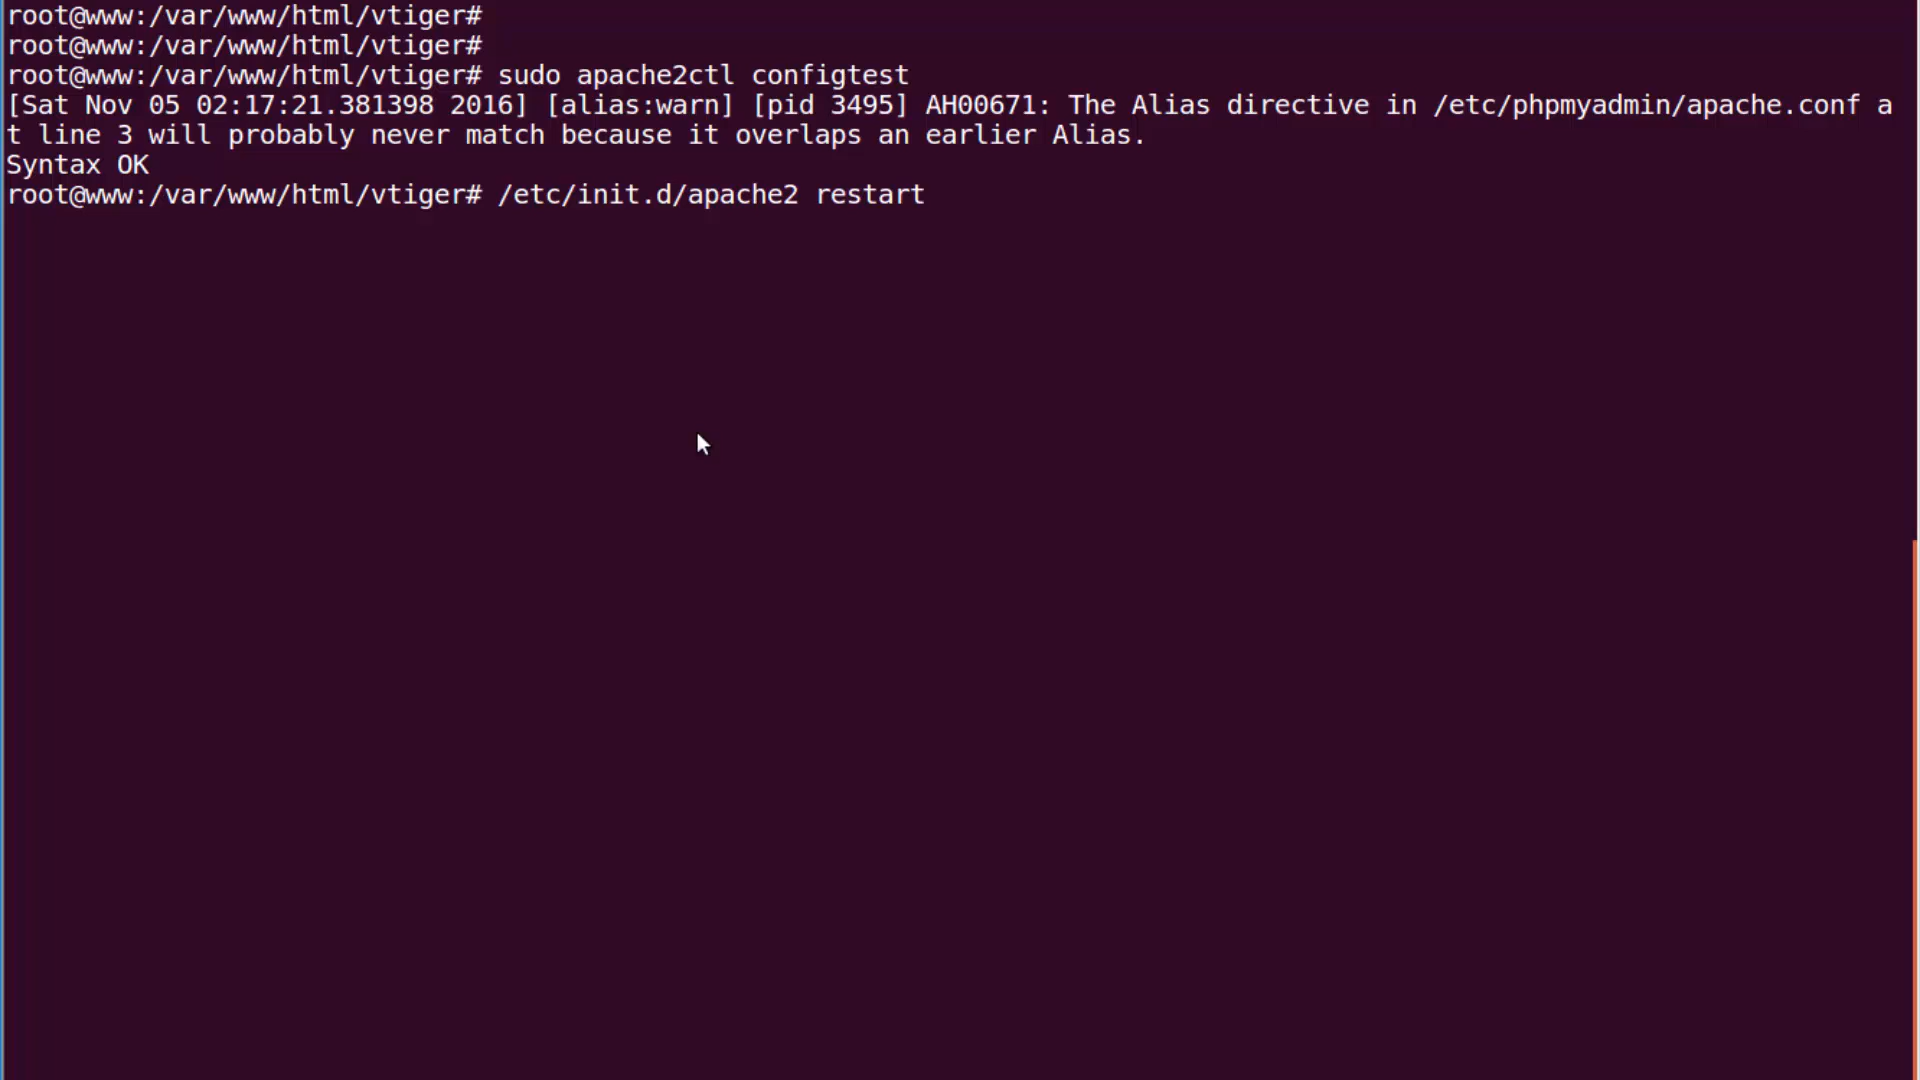 root@www:/var/www/html/vtiger#
root@www:/var/www/html/vtiger#
root@www:/var/www/html/vtiger# sudo apache2ctl configtest
[Sat Nov 05 02:17:21.381398 2016] [alias:warn] [pid 3495] AH00671: The Alias directive in /etc/phpmyadmin/apache.conf a
t line 3 will probably never match because it overlaps an earlier Alias.
Syntax OK
root@www:/var/www/html/vtiger# /etc/init.d/apache2 restart